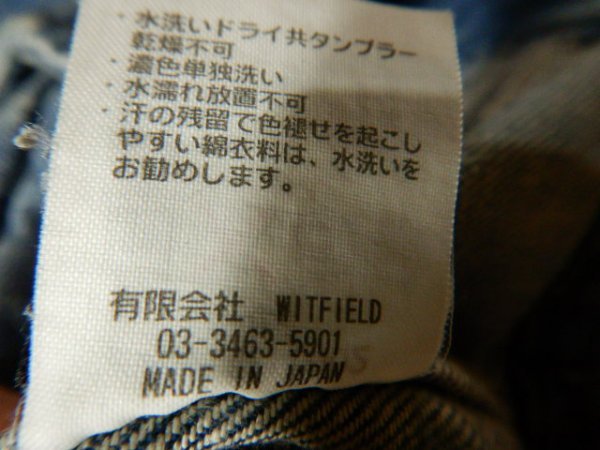 ・水洗いドライ共タンブラー
乾燥不可
・濃色単独洗い
・水濡れ放置不可
・汗の残留で色褪せを起こし
やすい綿衣料は、水洗いを
お勧めします。
有限会社 WITFIELD
03-3463-5901
MADE IN JAPAN